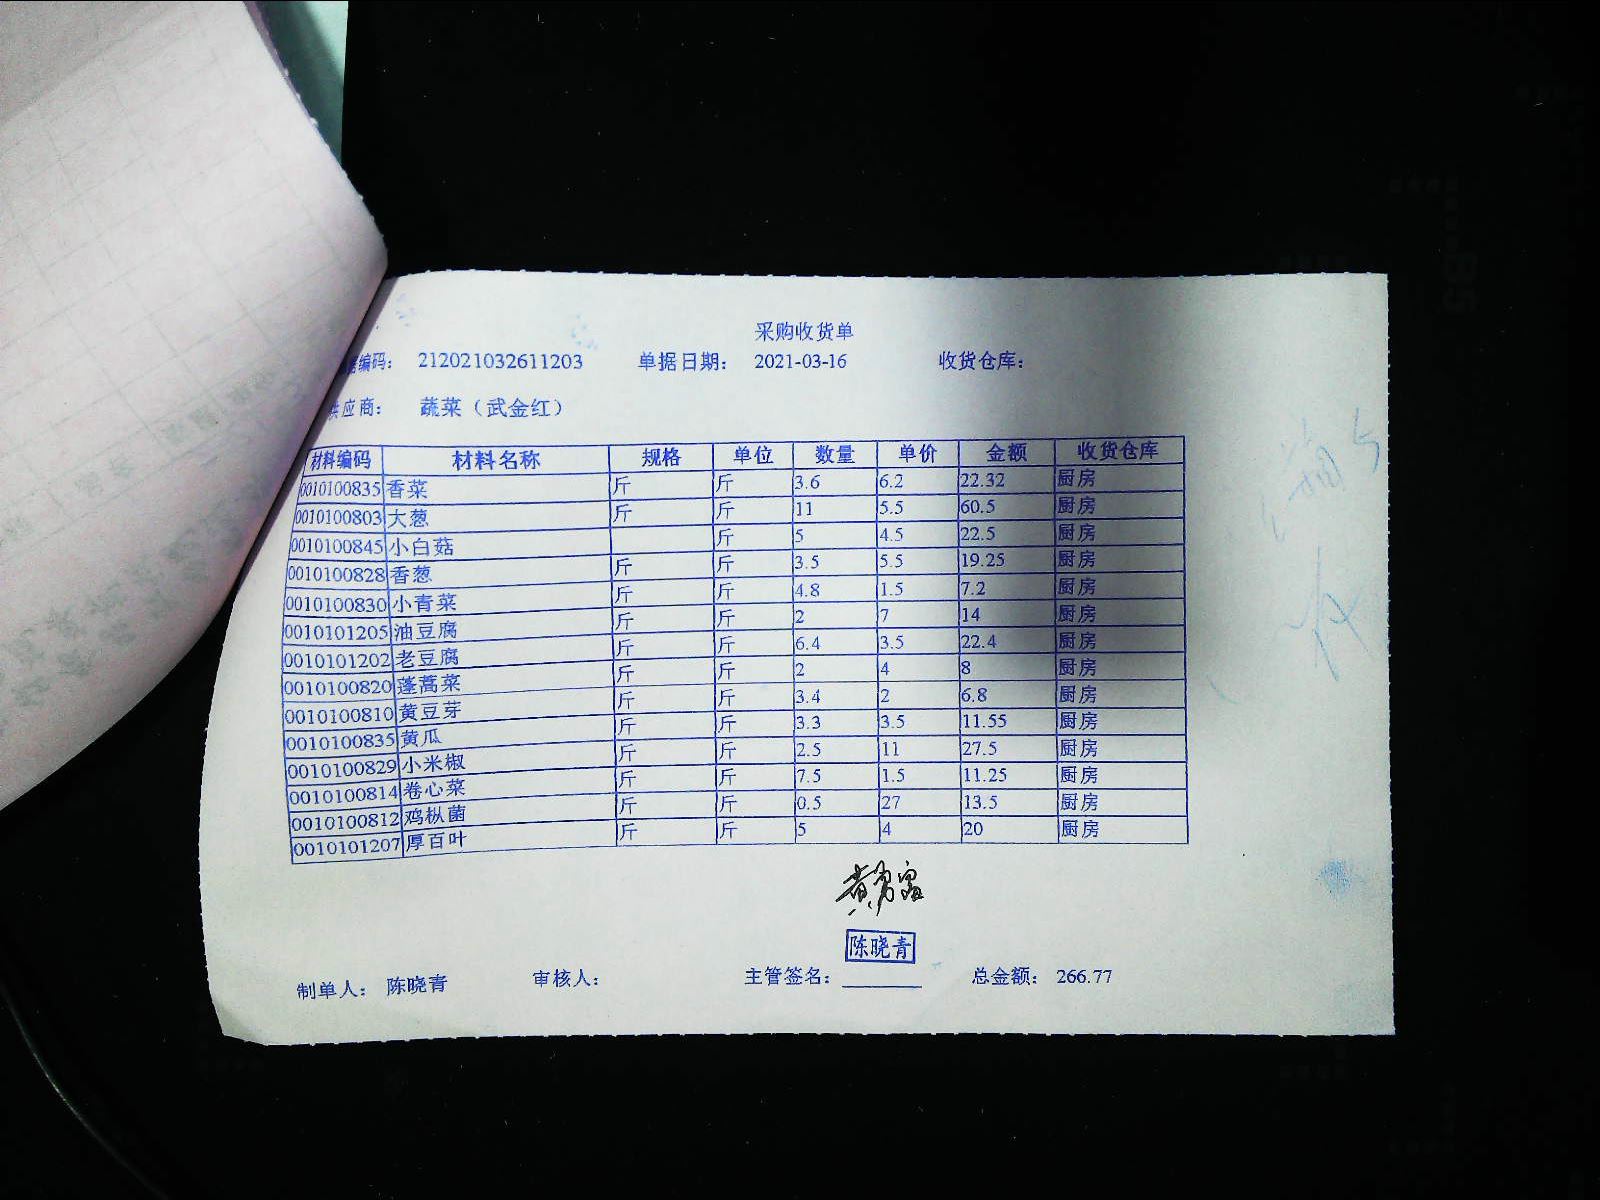 采购收货单
编码： 212021032611203 单据日期： 2021-03-16 收货仓库：
供应商： 蔬菜（武金红）
材料编码 材料名称 规格 单位 数量 单价 金额 收货仓库
0010100835 香菜 斤 斤 3.6 6.2 22.32 厨房
0010100803 大葱 斤 斤 11 5.5 60.5 厨房
0010100845 小白菇 斤 5 4.5 22.5 厨房
0010100828 香葱 斤 斤 3.5 5.5 19.25 厨房
0010100830 小青菜 斤 斤 4.8 1.5 7.2 厨房
0010101205 油豆腐 斤 斤 2 7 14 厨房
0010101202 老豆腐 斤 斤 6.4 3.5 22.4 厨房
0010100820 蓬蒿菜 斤 斤 2 4 8 厨房
0010100810 黄豆芽 斤 斤 3.4 2 6.8 厨房
0010100835 黄瓜 斤 斤 3.3 3.5 11.55 厨房
0010100829 小米椒 斤 斤 2.5 11 27.5 厨房
0010100814 卷心菜 斤 斤 7.5 1.5 11.25 厨房
0010100812 鸡枞菌 斤 斤 0.5 27 13.5 厨房
0010101207 厚百叶 斤 斤 5 4 20 厨房
陈晓青
制单人： 陈晓青 审核人： 主管签名： 总金额： 266.77